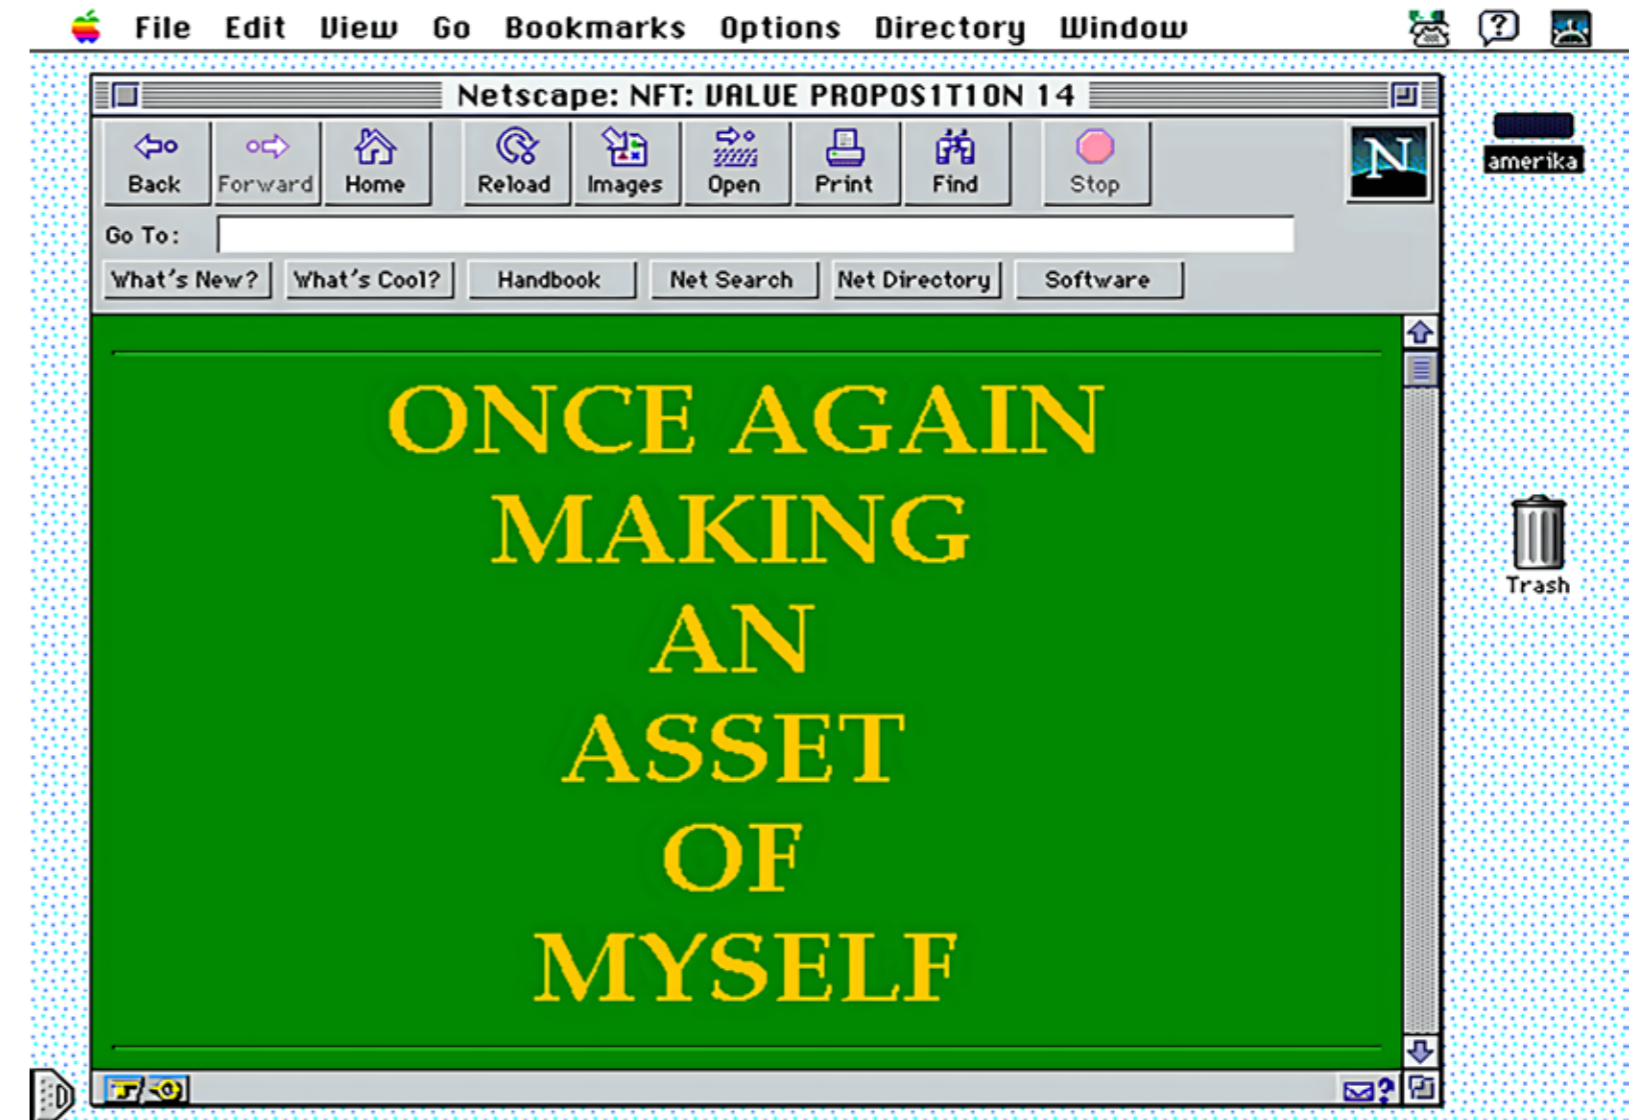 File Edit View Go Bookmarks Options Directory Window
Netscape: NFT: VALUE PROPOS1T1ON 14
Back Forward Home Reload Images Open Print Find Stop
N
amerika
Go To:
What's New? What's Cool? Handbook Net Search Net Directory Software
ONCE AGAIN
MAKING
AN
ASSET
OF
MYSELF
Trash